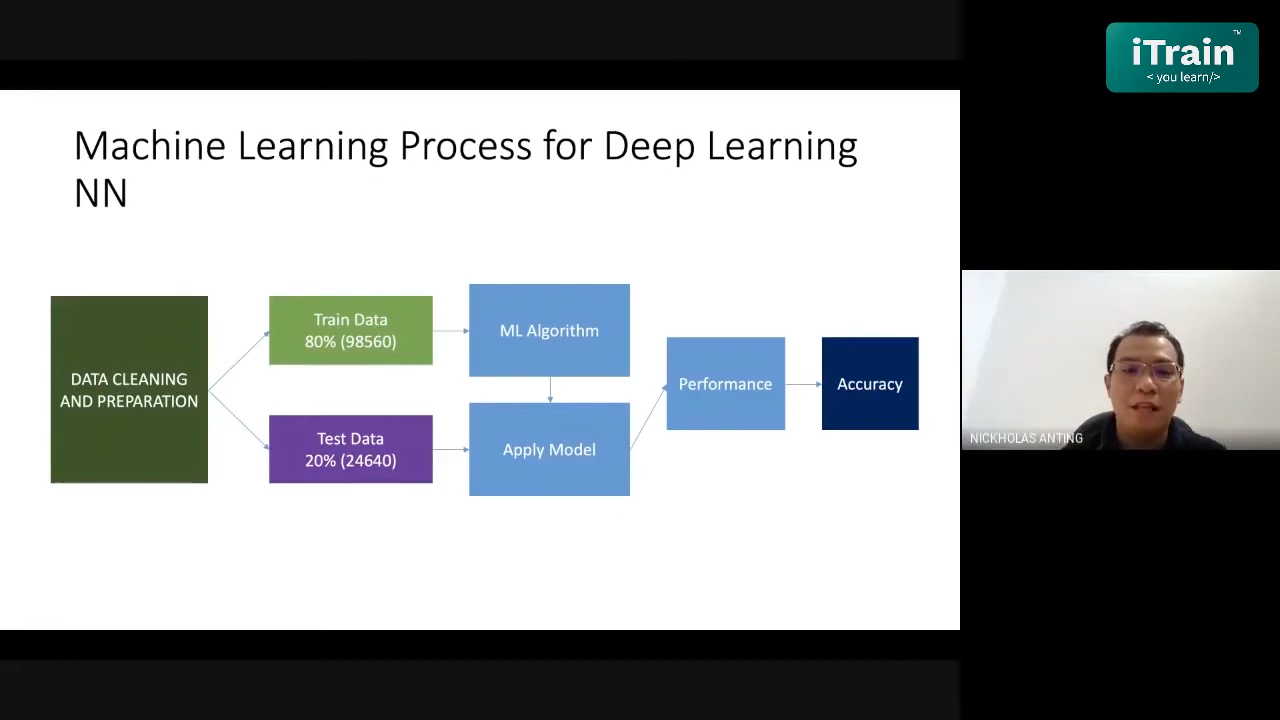 iTrain™
< you learn/>
Machine Learning Process for Deep Learning
NN
DATA CLEANING
AND PREPARATION
Train Data
80% (98560)
Test Data
20% (24640)
ML Algorithm
Apply Model
Performance
Accuracy
NICKHOLAS ANTING